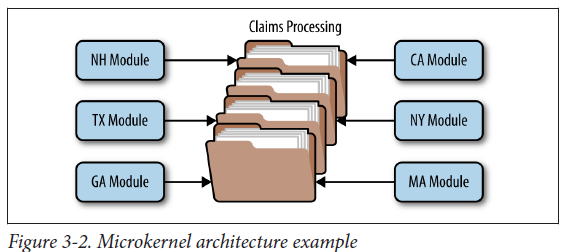 Claims Processing
NH Module
CA Module
TX Module
NY Module
GA Module
MA Module
Figure 3-2. Microkernel architecture example